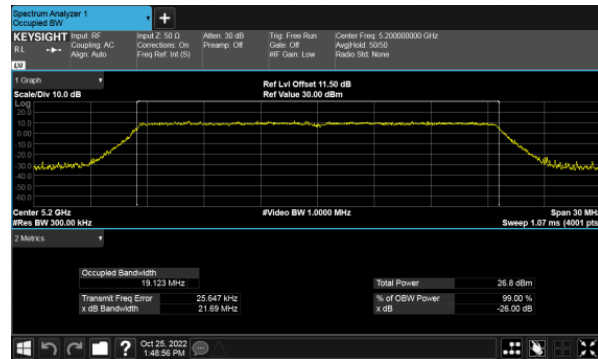 Spectrum Analyzer 1
Occupied BW
KEYSIGHT Input: RF
R L Coupling: AC
Align: Auto
Input Z: 50 Ω
Corrections: On
Freq Ref: Int (S)
Atten: 30 dB
Preamp: Off
Trig: Free Run
Gate: Off
#IF Gain: Low
Center Freq: 5.200000000 GHz
Avg|Hold: 50/50
Radio Std: None
1 Graph
Scale/Div 10.0 dB
Ref Lvl Offset 11.50 dB
Ref Value 30.00 dBm
Log
20.0
10.0
0.00
-10.0
-20.0
-30.0
-40.0
-50.0
-60.0
Center 5.2 GHz
#Res BW 300.00 kHz
#Video BW 1.0000 MHz
Span 30 MHz
Sweep 1.07 ms (4001 pts)
2 Metrics
Occupied Bandwidth
19.123 MHz
Transmit Freq Error 25.647 kHz
x dB Bandwidth 21.69 MHz
Total Power 26.8 dBm
% of OBW Power 99.00 %
x dB -26.00 dB
Oct 25, 2022
1:48:56 PM